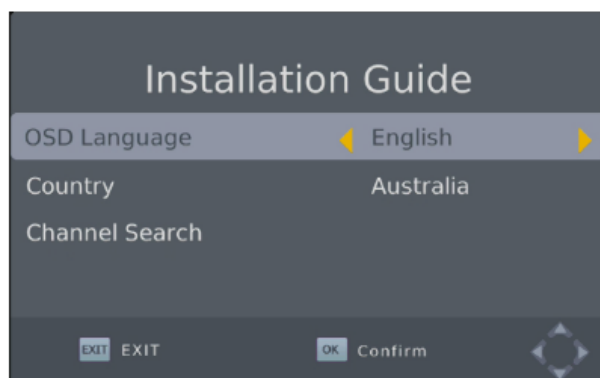 Installation Guide
OSD Language English
Country Australia
Channel Search
EXIT EXIT OK Confirm